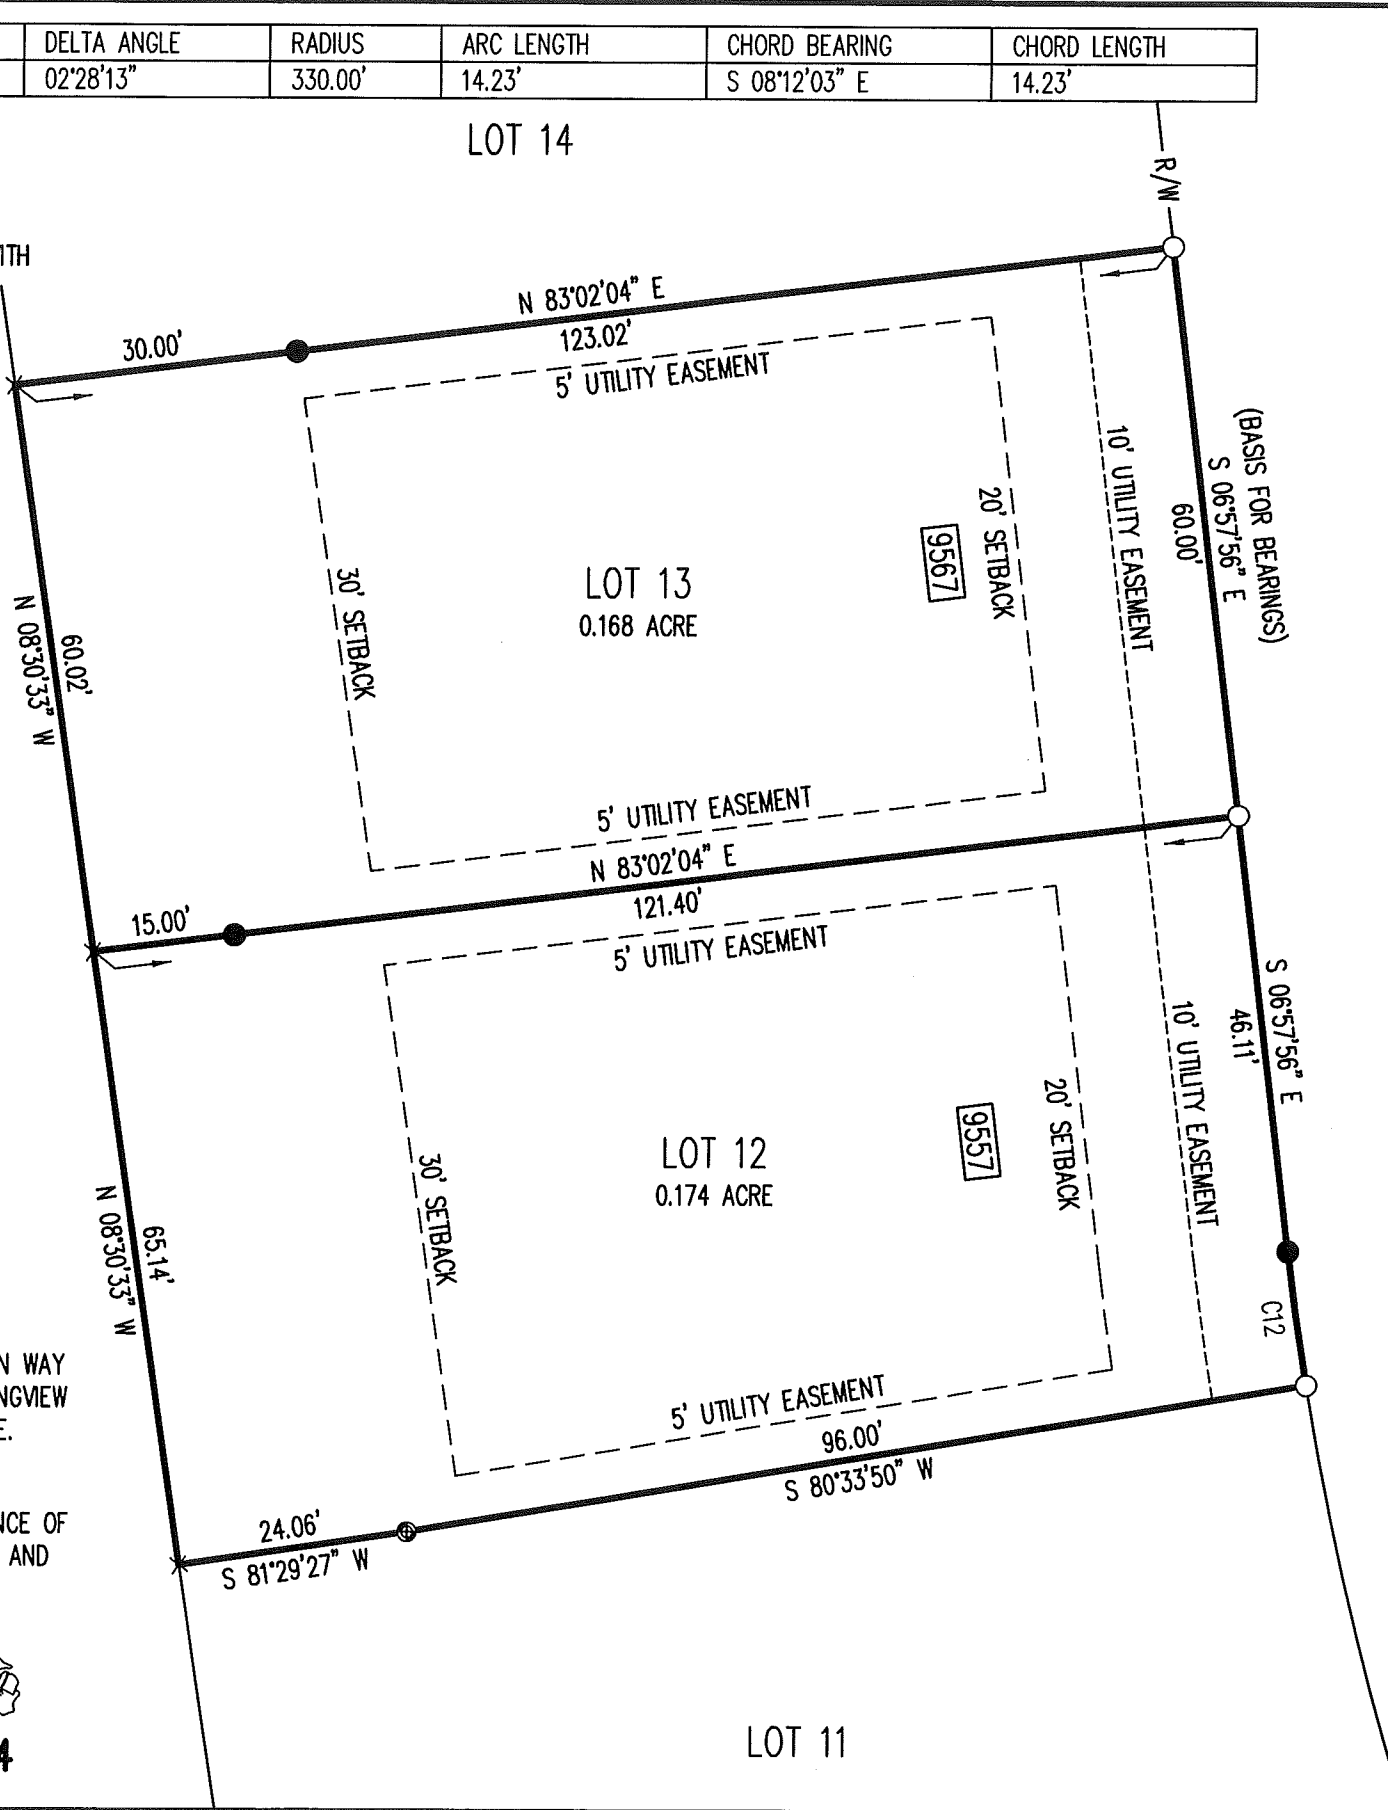 DELTA ANGLE RADIUS ARC LENGTH CHORD BEARING CHORD LENGTH
02°28'13" 330.00' 14.23' S 08°12'03" E 14.23'
LOT 14
R/W
ITH
N 83°02'04" E
30.00'
123.02'
5' UTILITY EASEMENT
(BASIS FOR BEARINGS)
S 06°57'56" E
60.00'
10' UTILITY EASEMENT
20' SETBACK
9567
LOT 13
0.168 ACRE
30' SETBACK
60.02'
N 08°30'33" W
5' UTILITY EASEMENT
N 83°02'04" E
15.00'
121.40'
5' UTILITY EASEMENT
S 06°57'56" E
46.11'
10' UTILITY EASEMENT
20' SETBACK
9557
LOT 12
0.174 ACRE
30' SETBACK
65.14'
N 08°30'33" W
C12
N WAY
NGVIEW
E.
5' UTILITY EASEMENT
96.00'
S 80°33'50" W
24.06'
S 81°29'27" W
NCE OF
AND
4
LOT 11